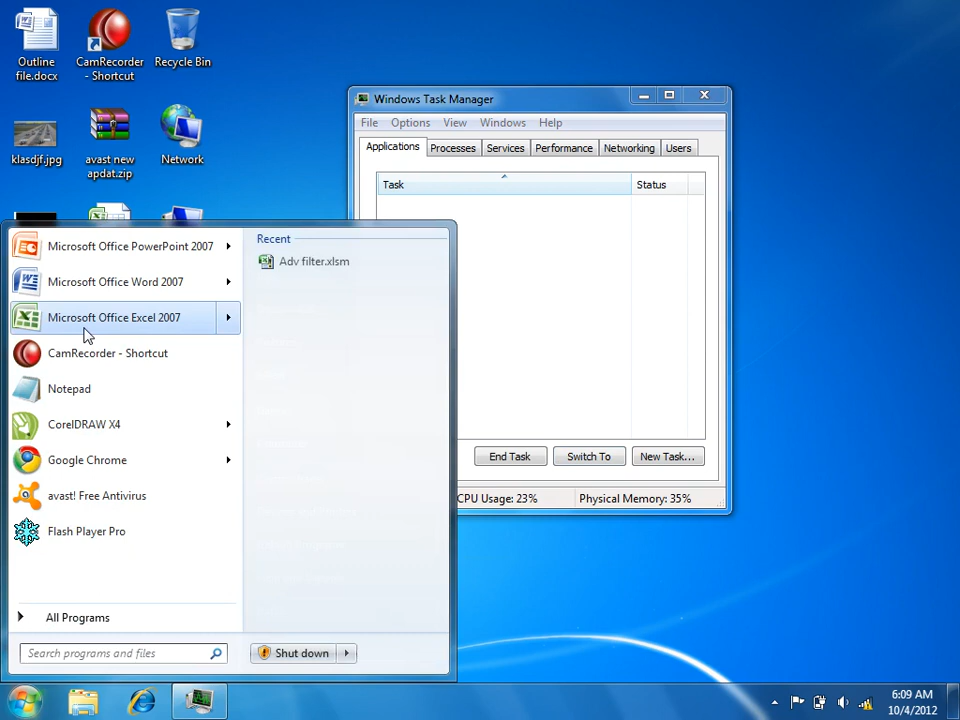 Outline
file.docx
CamRecorder
- Shortcut
Recycle Bin
klasdjf.jpg
avast new
apdat.zip
Network
Windows Task Manager
File Options View Windows Help
Applications Processes Services Performance Networking Users
Task Status
End Task Switch To New Task...
CPU Usage: 23% Physical Memory: 35%
Microsoft Office PowerPoint 2007
Microsoft Office Word 2007
Microsoft Office Excel 2007
CamRecorder - Shortcut
Notepad
CorelDRAW X4
Google Chrome
avast! Free Antivirus
Flash Player Pro
All Programs
Search programs and files
Recent
Adv filter.xlsm
Shut down
6:09 AM
10/4/2012